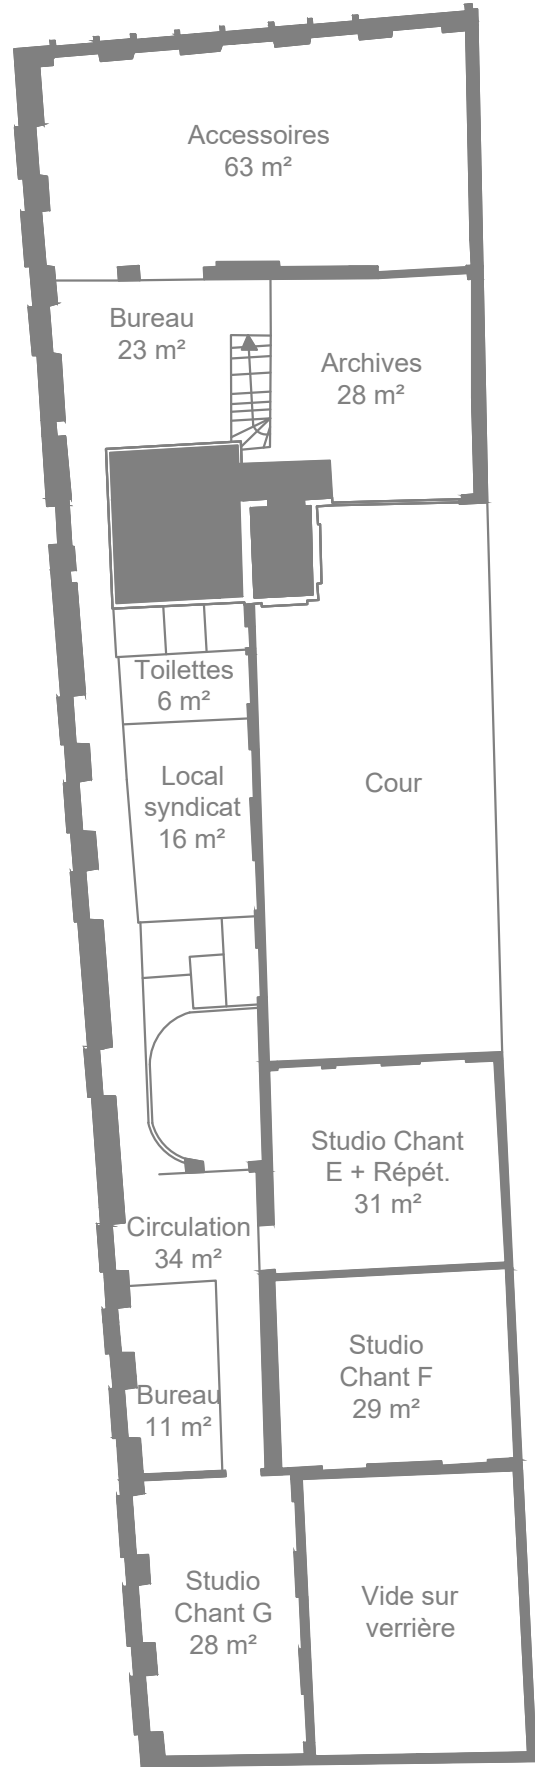 Accessoires
63 m²
Bureau
23 m²
Archives
28 m²
Toilettes
6 m²
Local
syndicat
16 m²
Cour
Studio Chant
E + Répét.
31 m²
Circulation
34 m²
Studio
Chant F
29 m²
Bureau
11 m²
Studio
Chant G
28 m²
Vide sur
verrière